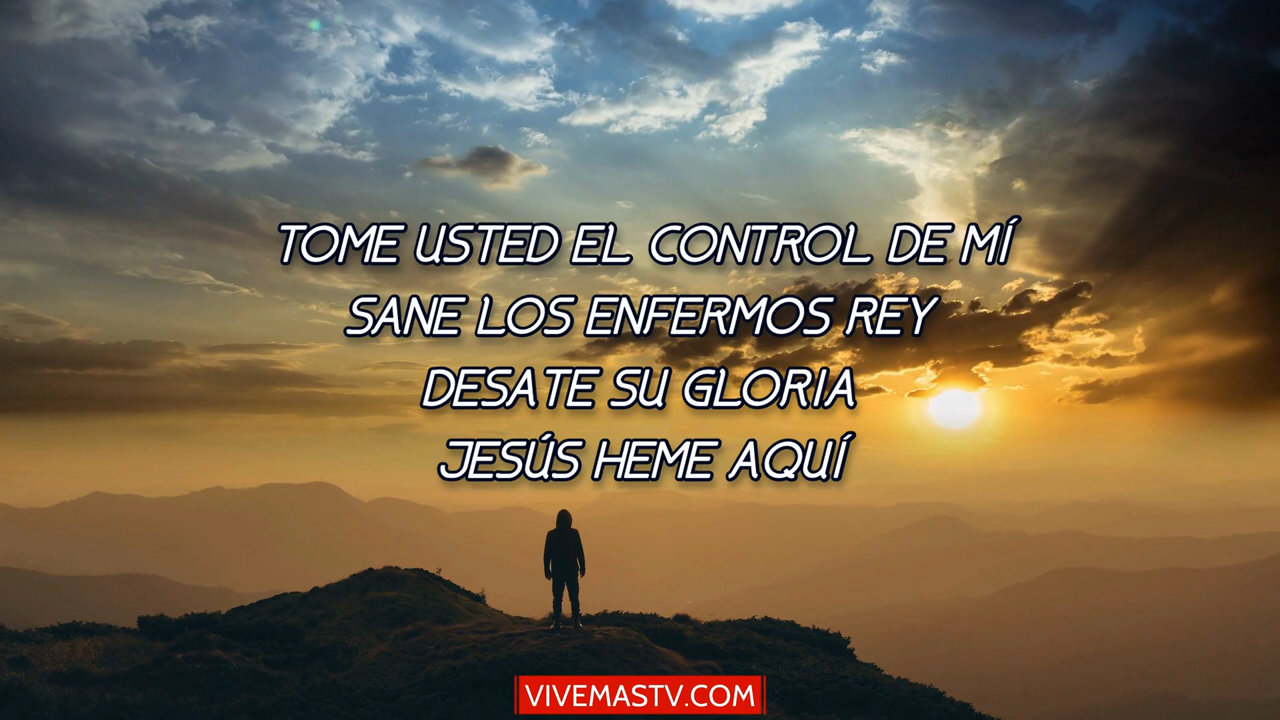 TOME USTED EL CONTROL DE MÍ
SANE LOS ENFERMOS REY
DESATE SU GLORIA
JESÚS HEME AQUÍ
VIVEMASTV.COM